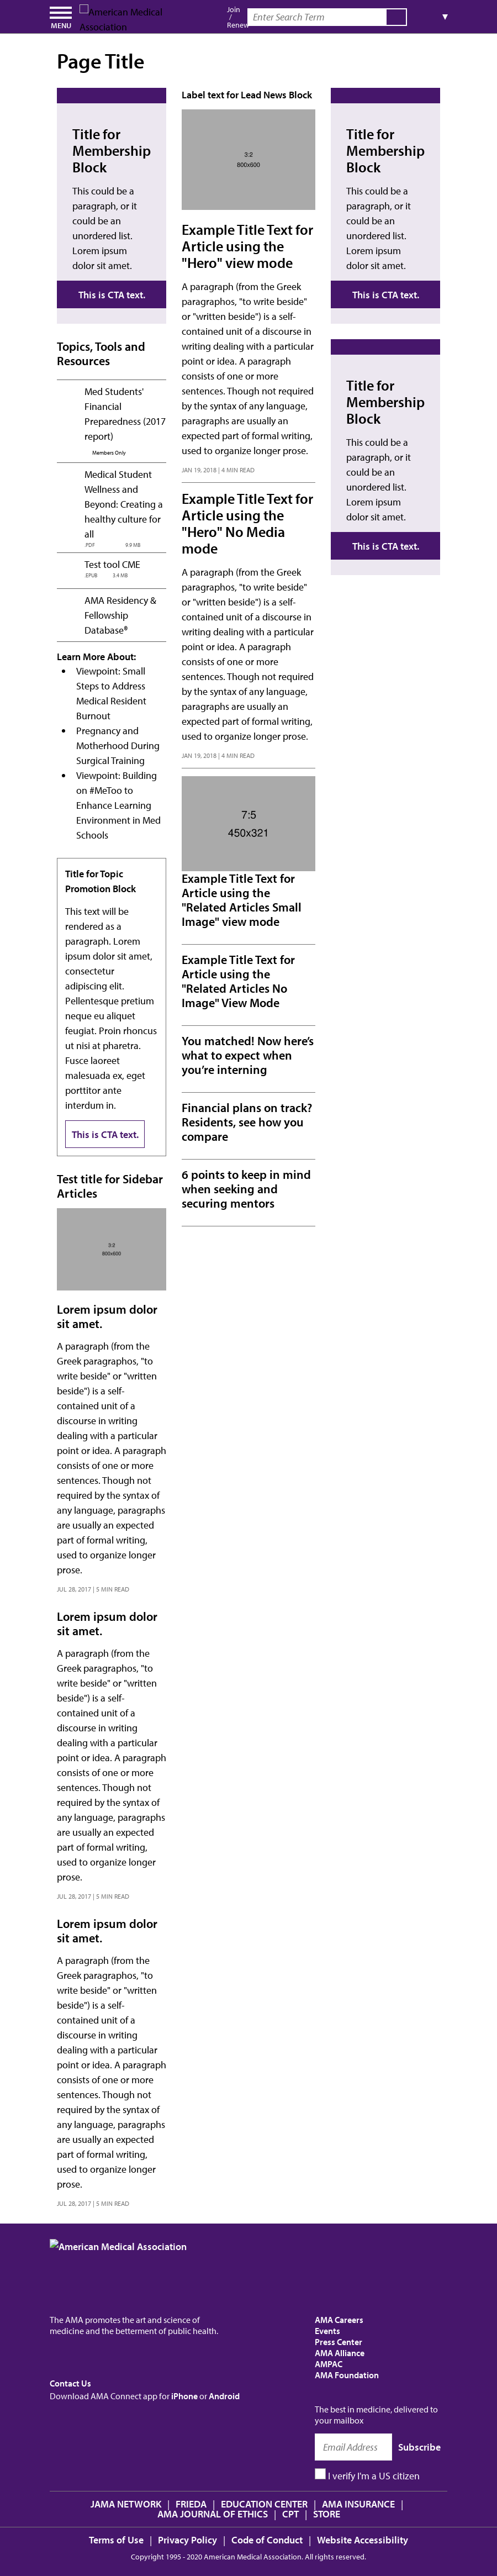 MENU
American Medical
Association
Join
/
Renew
Enter Search Term
▼
Page Title
Title for
Membership
Block
This could be a
paragraph, or it
could be an
unordered list.
Lorem ipsum
dolor sit amet.
This is CTA text.
Topics, Tools and
Resources
Med Students'
Financial
Preparedness (2017
report)
Members Only
Medical Student
Wellness and
Beyond: Creating a
healthy culture for
all
PDF 9.9 MB
Test tool CME
EPUB 3.4 MB
AMA Residency &
Fellowship
Database®
Learn More About:
• Viewpoint: Small
Steps to Address
Medical Resident
Burnout
• Pregnancy and
Motherhood During
Surgical Training
• Viewpoint: Building
on #MeToo to
Enhance Learning
Environment in Med
Schools
Title for Topic
Promotion Block
This text will be
rendered as a
paragraph. Lorem
ipsum dolor sit amet,
consectetur
adipiscing elit.
Pellentesque pretium
neque eu aliquet
feugiat. Proin rhoncus
ut nisi at pharetra.
Fusce laoreet
malesuada ex, eget
porttitor ante
interdum in.
This is CTA text.
Test title for Sidebar
Articles
3:2
800x600
Lorem ipsum dolor
sit amet.
A paragraph (from the
Greek paragraphos, "to
write beside" or "written
beside") is a self-
contained unit of a
discourse in writing
dealing with a particular
point or idea. A paragraph
consists of one or more
sentences. Though not
required by the syntax of
any language, paragraphs
are usually an expected
part of formal writing,
used to organize longer
prose.
JUL 28, 2017 | 5 MIN READ
Lorem ipsum dolor
sit amet.
A paragraph (from the
Greek paragraphos, "to
write beside" or "written
beside") is a self-
contained unit of a
discourse in writing
dealing with a particular
point or idea. A paragraph
consists of one or more
sentences. Though not
required by the syntax of
any language, paragraphs
are usually an expected
part of formal writing,
used to organize longer
prose.
JUL 28, 2017 | 5 MIN READ
Lorem ipsum dolor
sit amet.
A paragraph (from the
Greek paragraphos, "to
write beside" or "written
beside") is a self-
contained unit of a
discourse in writing
dealing with a particular
point or idea. A paragraph
consists of one or more
sentences. Though not
required by the syntax of
any language, paragraphs
are usually an expected
part of formal writing,
used to organize longer
prose.
JUL 28, 2017 | 5 MIN READ
Label text for Lead News Block
3:2
800x600
Example Title Text for
Article using the
"Hero" view mode
A paragraph (from the Greek
paragraphos, "to write beside"
or "written beside") is a self-
contained unit of a discourse in
writing dealing with a particular
point or idea. A paragraph
consists of one or more
sentences. Though not required
by the syntax of any language,
paragraphs are usually an
expected part of formal writing,
used to organize longer prose.
JAN 19, 2018 | 4 MIN READ
Example Title Text for
Article using the
"Hero" No Media
mode
A paragraph (from the Greek
paragraphos, "to write beside"
or "written beside") is a self-
contained unit of a discourse in
writing dealing with a particular
point or idea. A paragraph
consists of one or more
sentences. Though not required
by the syntax of any language,
paragraphs are usually an
expected part of formal writing,
used to organize longer prose.
JAN 19, 2018 | 4 MIN READ
7:5
450x321
Example Title Text for
Article using the
"Related Articles Small
Image" view mode
Example Title Text for
Article using the
"Related Articles No
Image" View Mode
You matched! Now here's
what to expect when
you're interning
Financial plans on track?
Residents, see how you
compare
6 points to keep in mind
when seeking and
securing mentors
Title for
Membership
Block
This could be a
paragraph, or it
could be an
unordered list.
Lorem ipsum
dolor sit amet.
This is CTA text.
Title for
Membership
Block
This could be a
paragraph, or it
could be an
unordered list.
Lorem ipsum
dolor sit amet.
This is CTA text.
American Medical Association
The AMA promotes the art and science of
medicine and the betterment of public health.
Contact Us
Download AMA Connect app for iPhone or Android
AMA Careers
Events
Press Center
AMA Alliance
AMPAC
AMA Foundation
The best in medicine, delivered to
your mailbox
Email Address Subscribe
I verify I'm a US citizen
JAMA NETWORK | FRIEDA | EDUCATION CENTER | AMA INSURANCE |
AMA JOURNAL OF ETHICS | CPT | STORE
Terms of Use | Privacy Policy | Code of Conduct | Website Accessibility
Copyright 1995 - 2020 American Medical Association. All rights reserved.